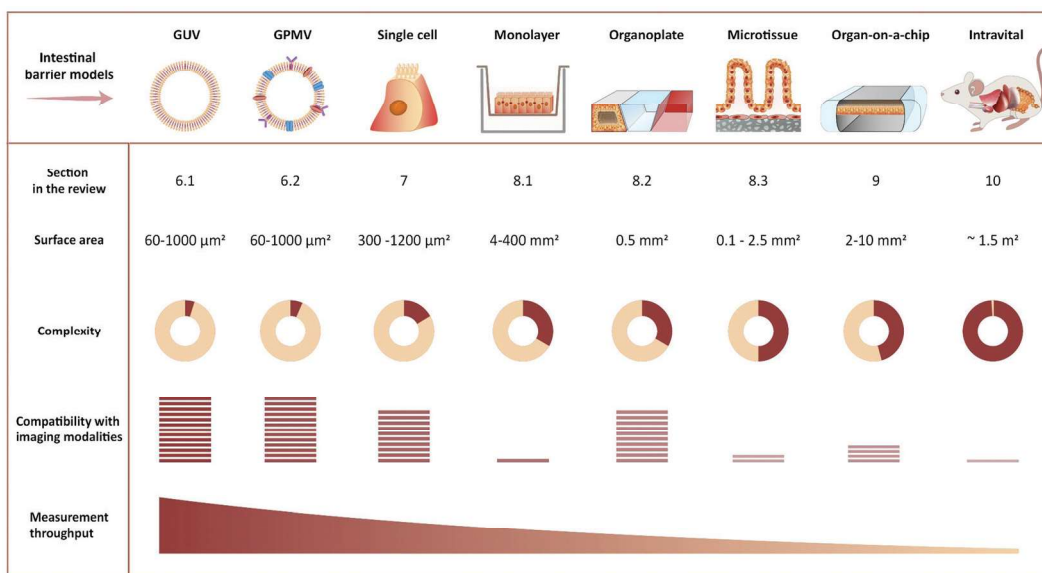 GUV GPMV Single cell Monolayer Organoplate Microtissue Organ-on-a-chip Intravital
Intestinal
barrier models
Section
in the review
6.1 6.2 7 8.1 8.2 8.3 9 10
Surface area 60-1000 µm² 60-1000 µm² 300 -1200 µm² 4-400 mm² 0.5 mm² 0.1 - 2.5 mm² 2-10 mm² ~ 1.5 m²
Complexity
Compatibility with
imaging modalities
Measurement
throughput